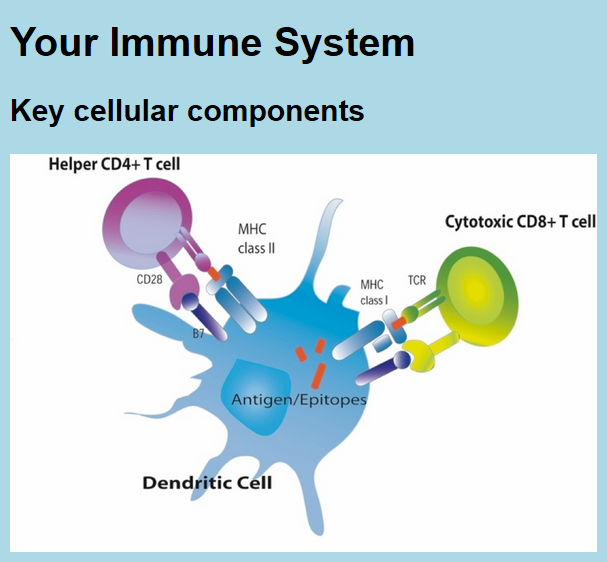 Your Immune System
Key cellular components
Helper CD4+ T cell
Cytotoxic CD8+ T cell
MHC
class II
CD28
B7
MHC
class I
TCR
Antigen/Epitopes
Dendritic Cell